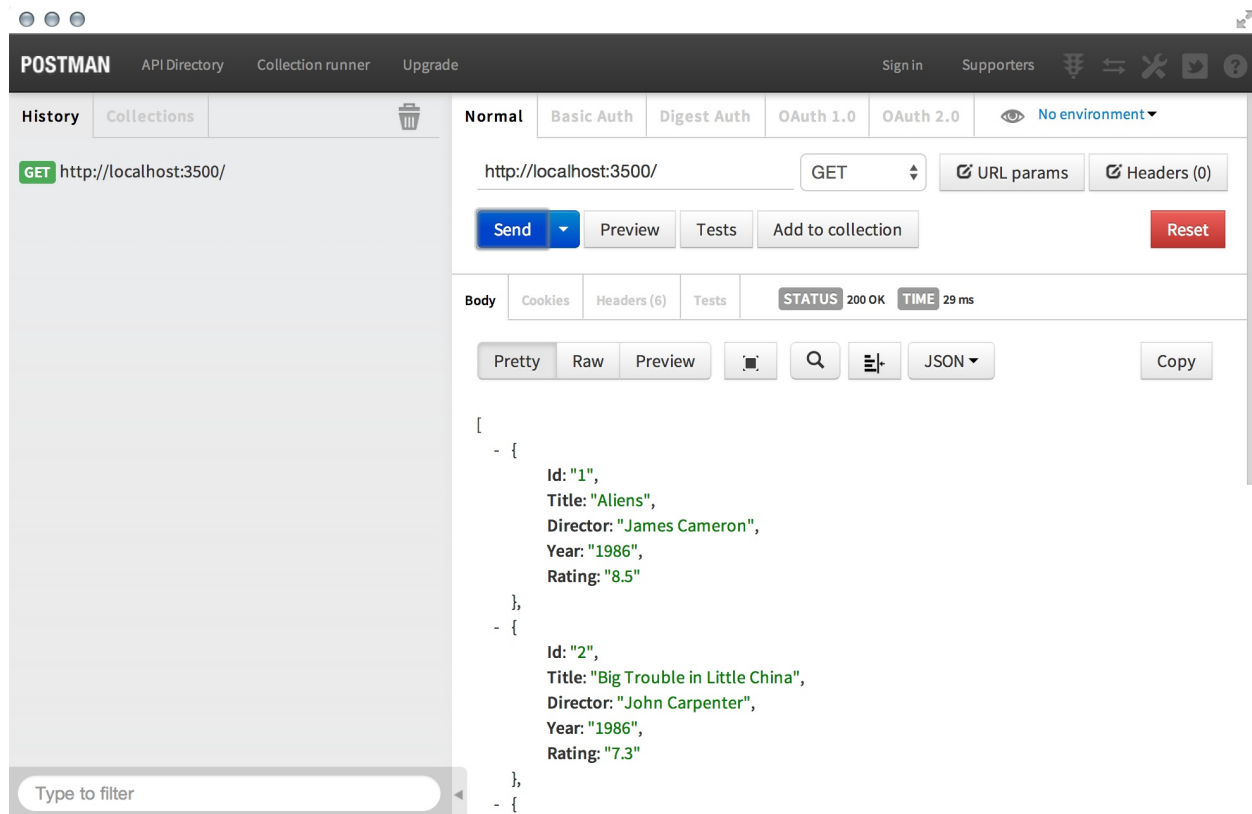 POSTMAN API Directory Collection runner Upgrade Sign in Supporters
History Collections
GET http://localhost:3500/
Type to filter
Normal Basic Auth Digest Auth OAuth 1.0 OAuth 2.0 No environment
http://localhost:3500/ GET URL params Headers (0)
Send Preview Tests Add to collection Reset
Body Cookies Headers (6) Tests STATUS 200 OK TIME 29 ms
Pretty Raw Preview JSON Copy
[
- {
Id: "1",
Title: "Aliens",
Director: "James Cameron",
Year: "1986",
Rating: "8.5"
},
- {
Id: "2",
Title: "Big Trouble in Little China",
Director: "John Carpenter",
Year: "1986",
Rating: "7.3"
},
- {